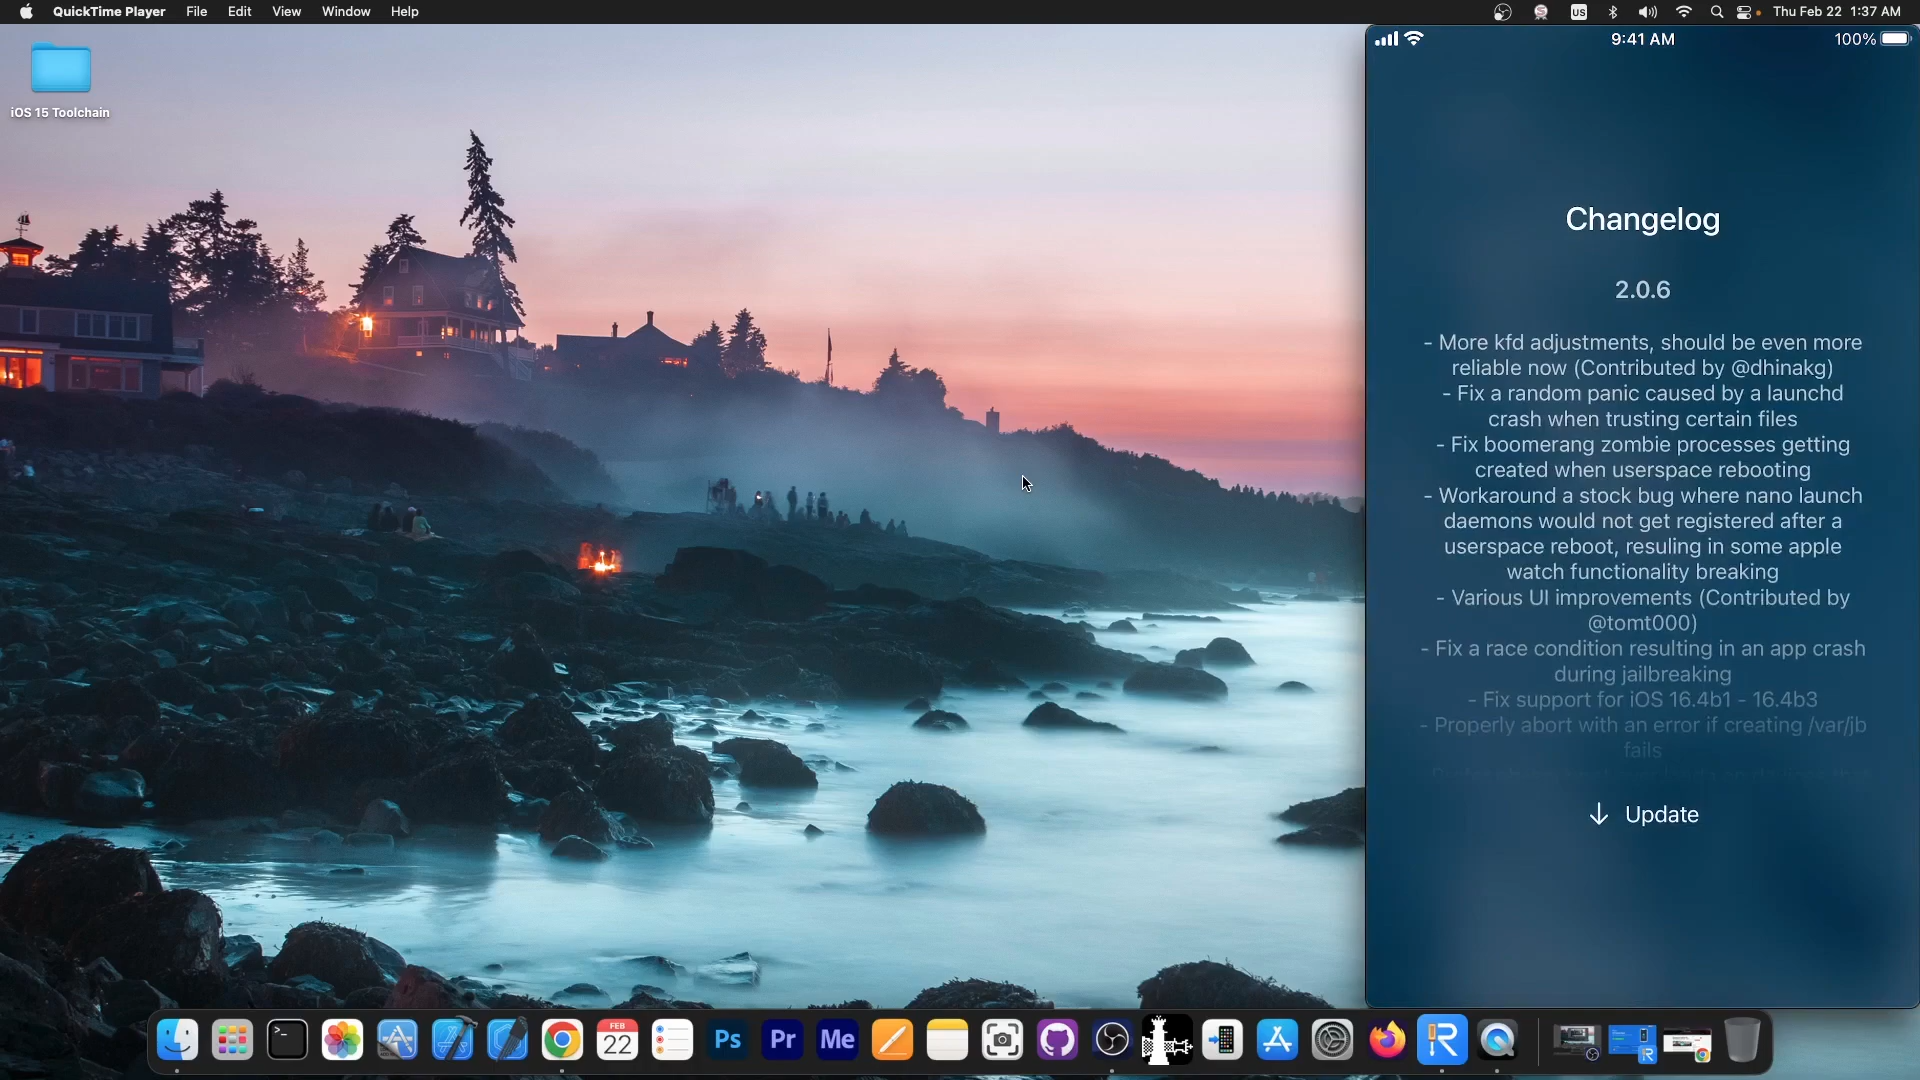 QuickTime Player File Edit View Window Help
US Thu Feb 22 1:37 AM
9:41 AM 100%
iOS 15 Toolchain
Changelog
2.0.6
- More kfd adjustments, should be even more
reliable now (Contributed by @dhinakg)
- Fix a random panic caused by a launchd
crash when trusting certain files
- Fix boomerang zombie processes getting
created when userspace rebooting
- Workaround a stock bug where nano launch
daemons would not get registered after a
userspace reboot, resuling in some apple
watch functionality breaking
- Various UI improvements (Contributed by
@tomt000)
- Fix a race condition resulting in an app crash
during jailbreaking
- Fix support for iOS 16.4b1 - 16.4b3
- Properly abort with an error if creating /var/jb
fails
Update
FEB
22
Ps Pr Me